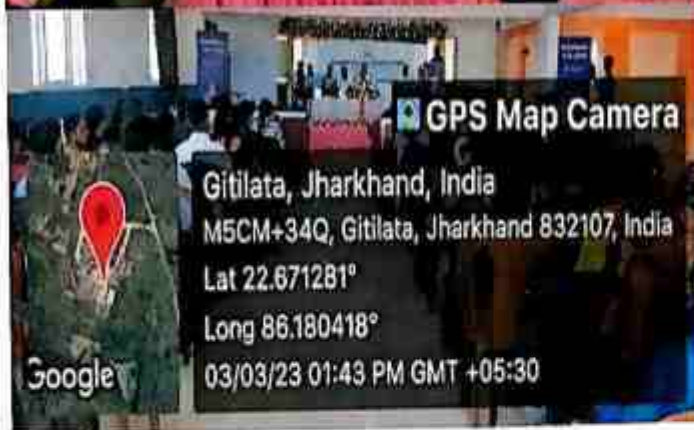 GPS Map Camera
Gitilata, Jharkhand, India
M5CM+34Q, Gitilata, Jharkhand 832107, India
Lat 22.671281°
Long 86.180418°
03/03/23 01:43 PM GMT +05:30
Google